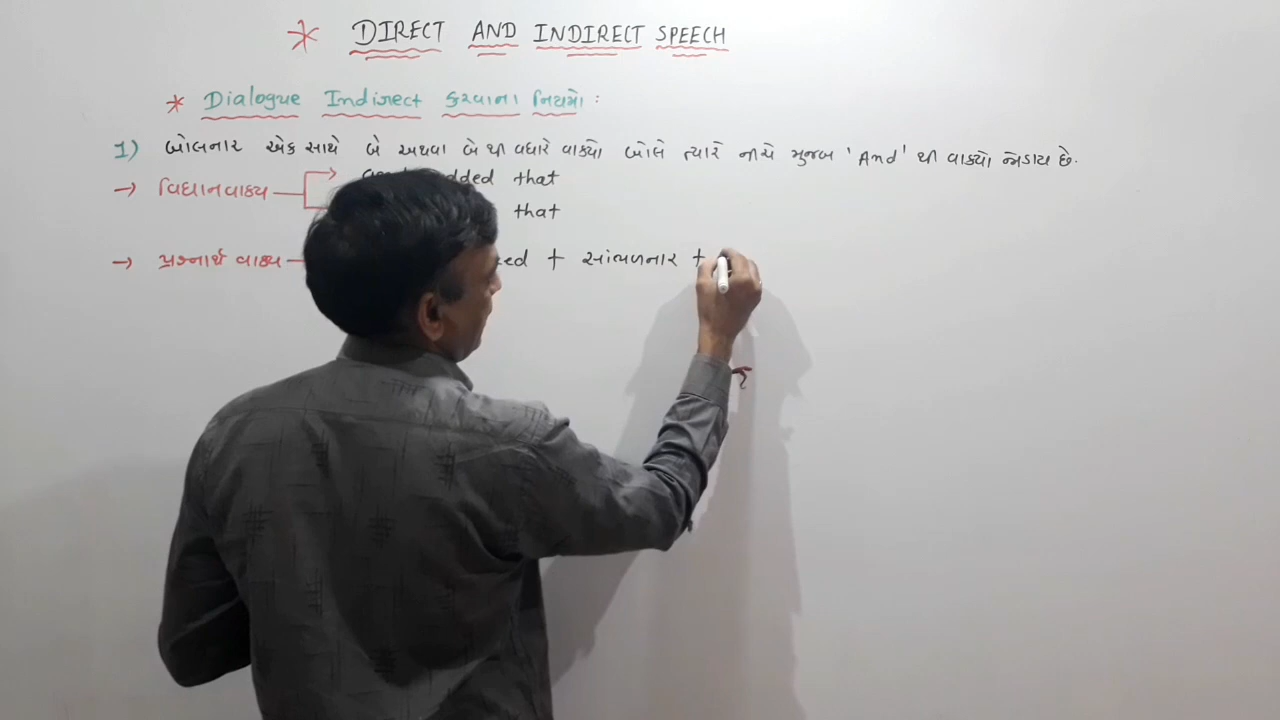 * DIRECT AND INDIRECT SPEECH
* Dialogue Indirect કરવાના નિયમો :
1) બોલનાર એક સાથે બે અથવા બે થી વધારે વાક્યો બોલે ત્યારે નીચે મુજબ 'And' થી વાક્યો જોડાય છે.
→ વિધાનવાક્ય → added that
that
→ પ્રશ્નાર્થ વાક્ય + સાંભળનાર +